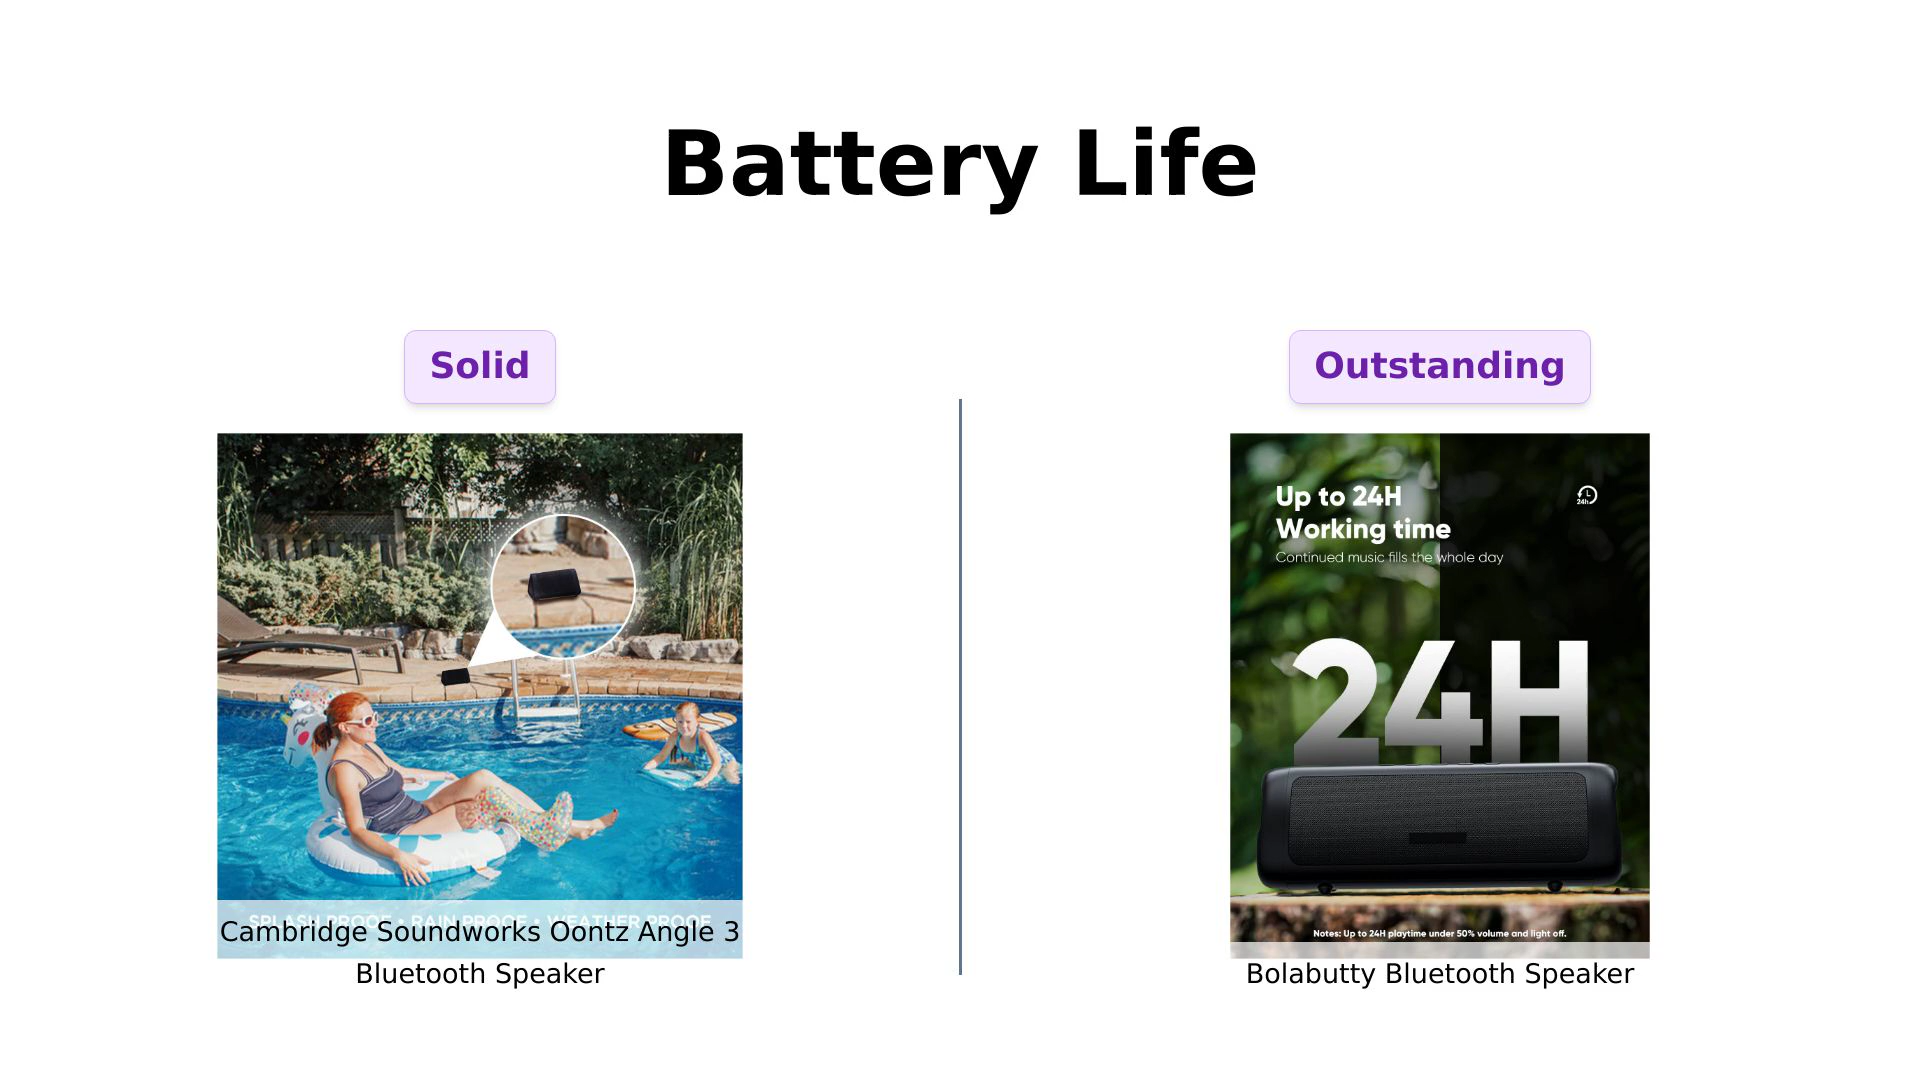 Battery Life
Solid
Outstanding
SPLASH PROOF • RAIN PROOF • WEATHER PROOF
Cambridge Soundworks Oontz Angle 3
Bluetooth Speaker
Up to 24H
Working time
Continued music fills the whole day
24h
24H
Notes: Up to 24H playtime under 50% volume and light off.
Bolabutty Bluetooth Speaker